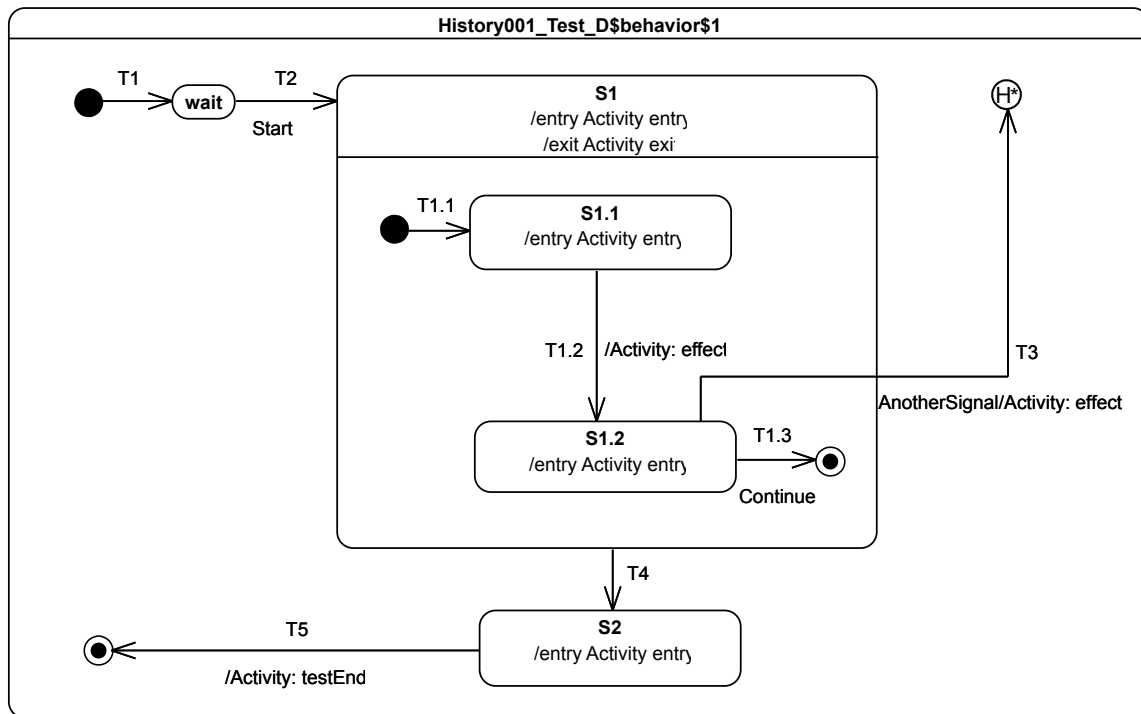 History001_Test_D$behavior$1
T1
T2
wait
Start
S1
/entry Activity entry
/exit Activity exi
H*
T1.1
S1.1
/entry Activity entry
T1.2
/Activity: effect
T3
AnotherSignal/Activity: effect
S1.2
/entry Activity entry
T1.3
Continue
T4
S2
/entry Activity entry
T5
/Activity: testEnd